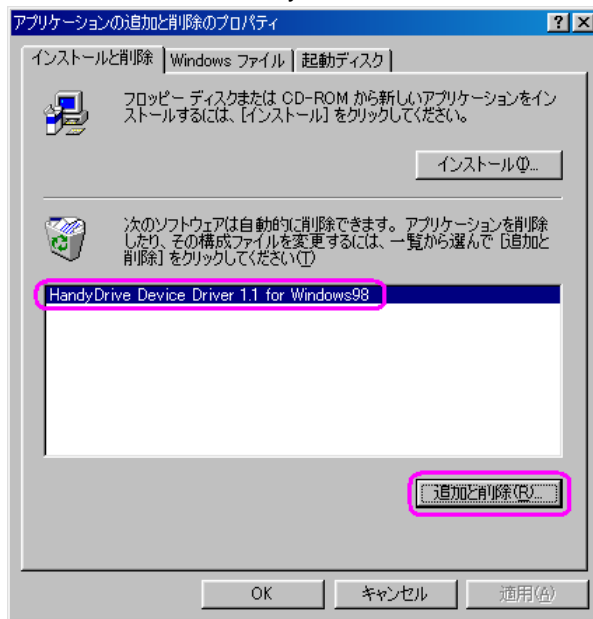 アプリケーションの追加と削除のプロパティ
インストールと削除
Windows ファイル
起動ディスク
フロッピー ディスクまたは CD-ROM から新しいアプリケーションをイン
ストールするには、[インストール] をクリックしてください。
インストール(I)...
次のソフトウェアは自動的に削除できます。アプリケーションを削除
したり、その構成ファイルを変更するには、一覧から選んで [追加と
削除] をクリックしてください(T)
HandyDrive Device Driver 1.1 for Windows98
追加と削除(R)...
OK
キャンセル
適用(A)